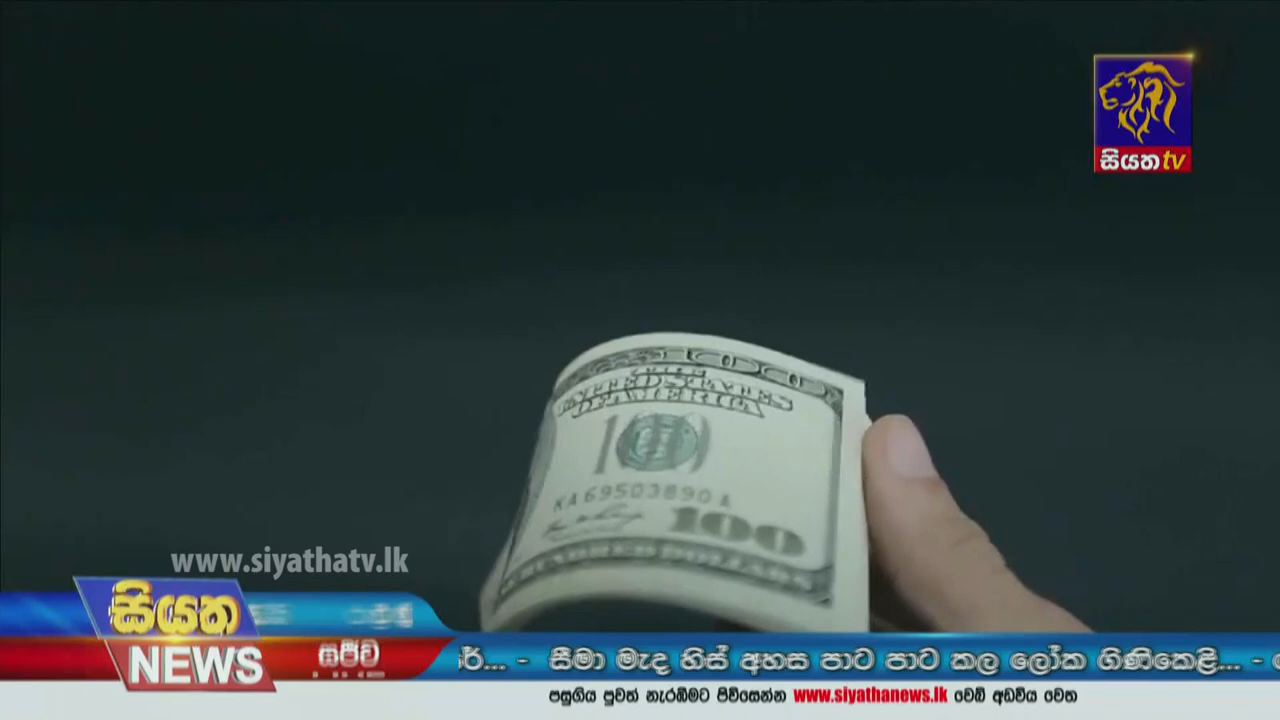 සියත tv
THE
UNITED STATES
OF AMERICA
100
KA 69503890 A
100
www.siyathatv.lk
සියත
NEWS
සජීව
ර්... - සීමා මැද හිස් අහස පාට පාට කල ලෝක ගිණිකෙළි.... -
පසුගිය පුවත් නැරඹීමට පිවිසෙන්න www.siyathanews.lk වෙබ් අඩවිය වෙත